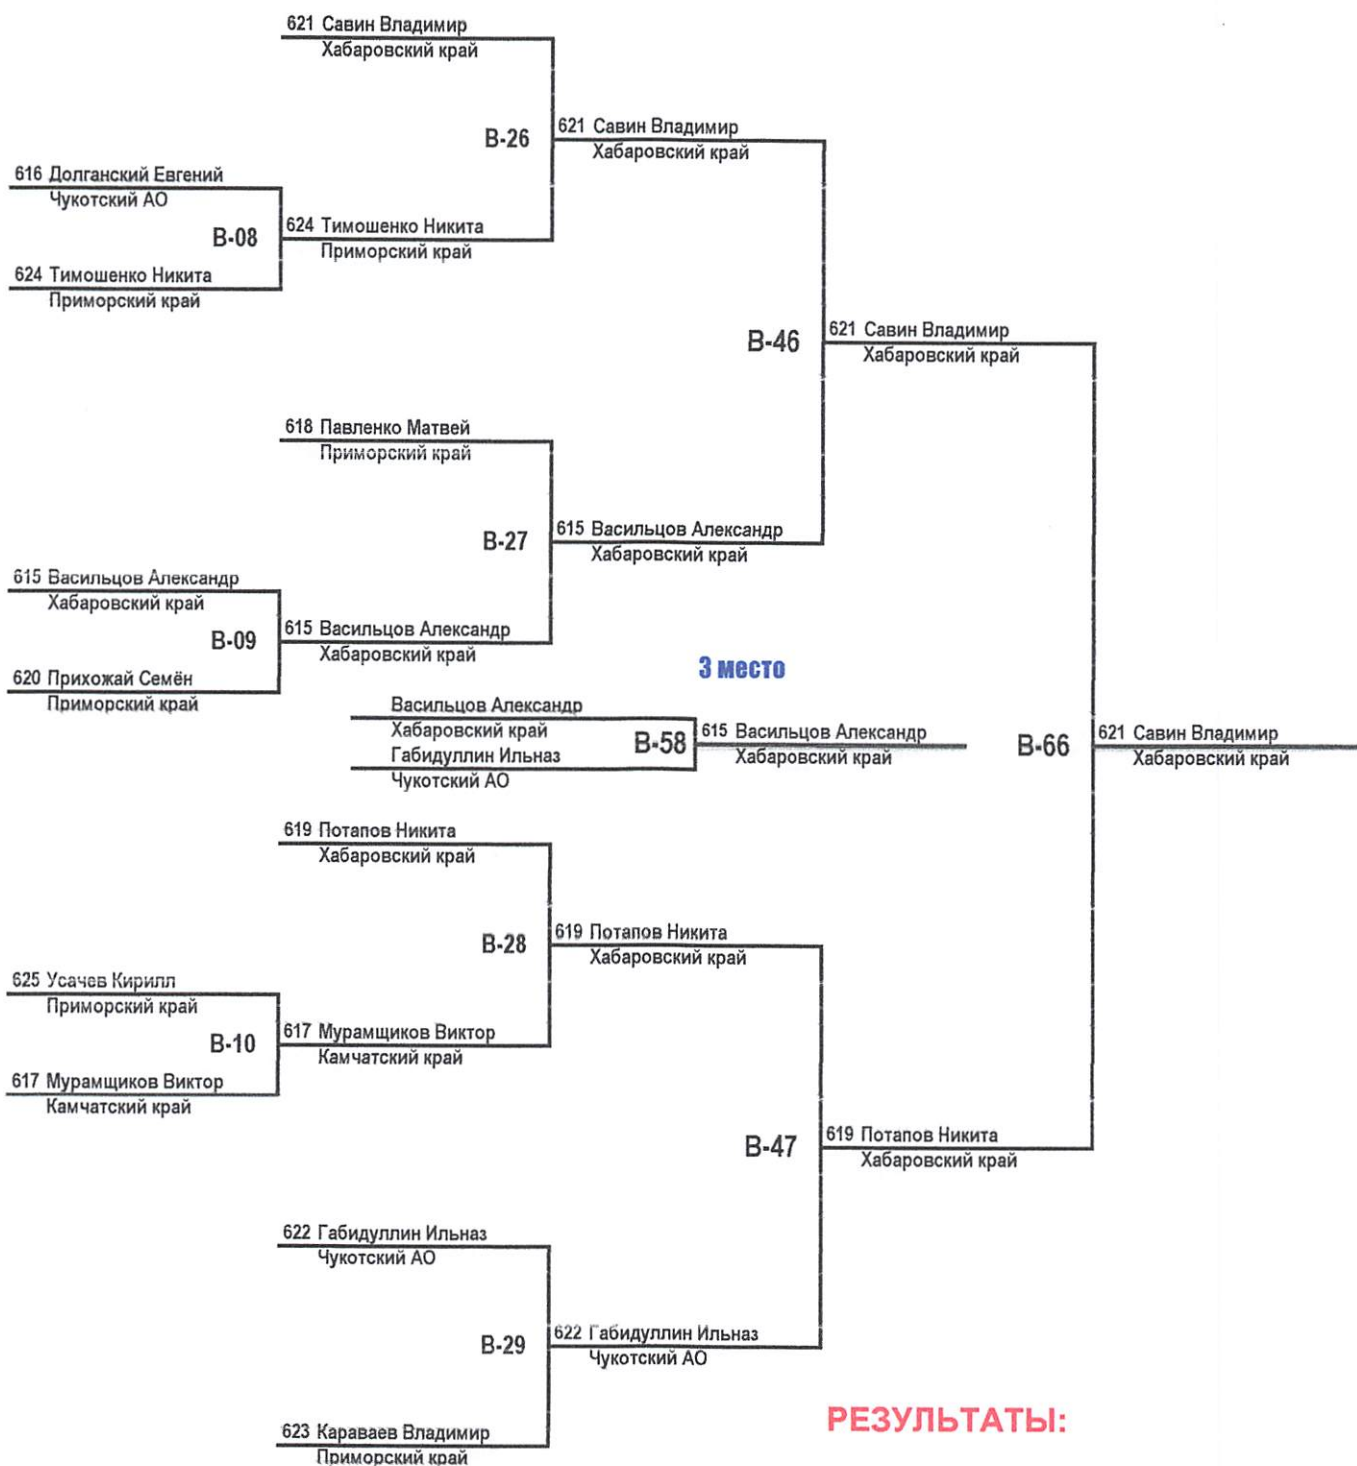 621 Савин Владимир
Хабаровский край
B-26
621 Савин Владимир
Хабаровский край
616 Долганский Евгений
Чукотский АО
B-08
624 Тимошенко Никита
Приморский край
624 Тимошенко Никита
Приморский край
B-46
621 Савин Владимир
Хабаровский край
618 Павленко Матвей
Приморский край
B-27
615 Васильцов Александр
Хабаровский край
615 Васильцов Александр
Хабаровский край
B-09
615 Васильцов Александр
Хабаровский край
620 Прихожай Семён
Приморский край
3 место
Васильцов Александр
Хабаровский край
B-58
615 Васильцов Александр
Хабаровский край
Габидуллин Ильназ
Чукотский АО
B-66
621 Савин Владимир
Хабаровский край
619 Потапов Никита
Хабаровский край
B-28
619 Потапов Никита
Хабаровский край
625 Усачев Кирилл
Приморский край
B-10
617 Мурамщиков Виктор
Камчатский край
617 Мурамщиков Виктор
Камчатский край
B-47
619 Потапов Никита
Хабаровский край
622 Габидуллин Ильназ
Чукотский АО
B-29
622 Габидуллин Ильназ
Чукотский АО
623 Караваев Владимир
Приморский край
РЕЗУЛЬТАТЫ: